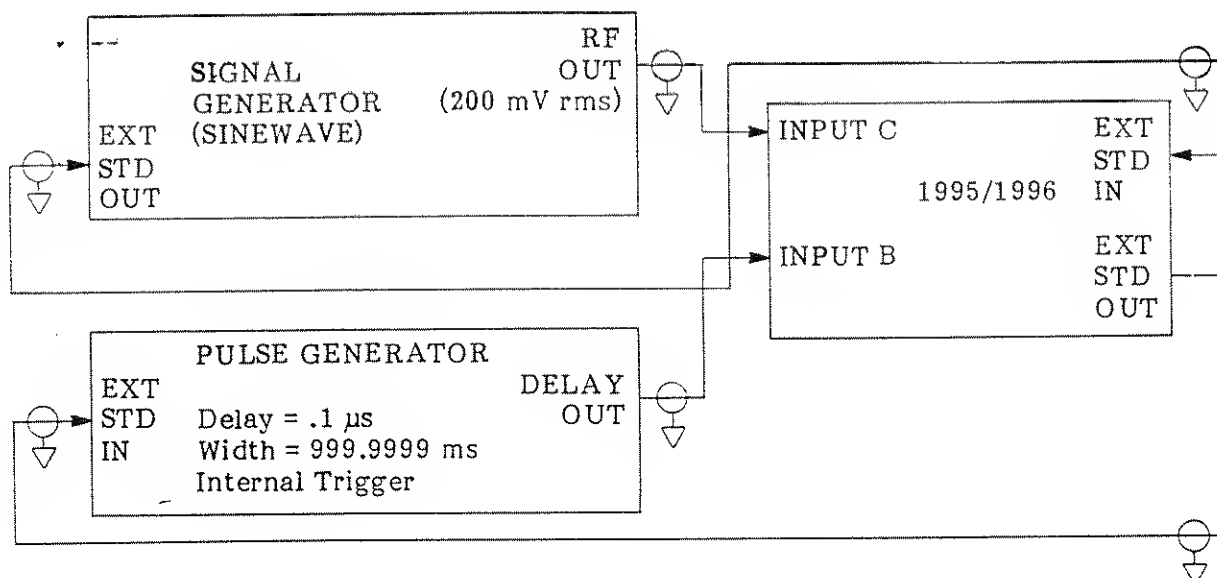 RF
OUT
(200 mV rms)
SIGNAL
GENERATOR
(SINEWAVE)
EXT
STD
OUT
INPUT C
EXT
STD
IN
1995/1996
INPUT B
EXT
STD
OUT
PULSE GENERATOR
EXT
STD
IN
Delay = .1 µs
Width = 999.9999 ms
Internal Trigger
DELAY
OUT